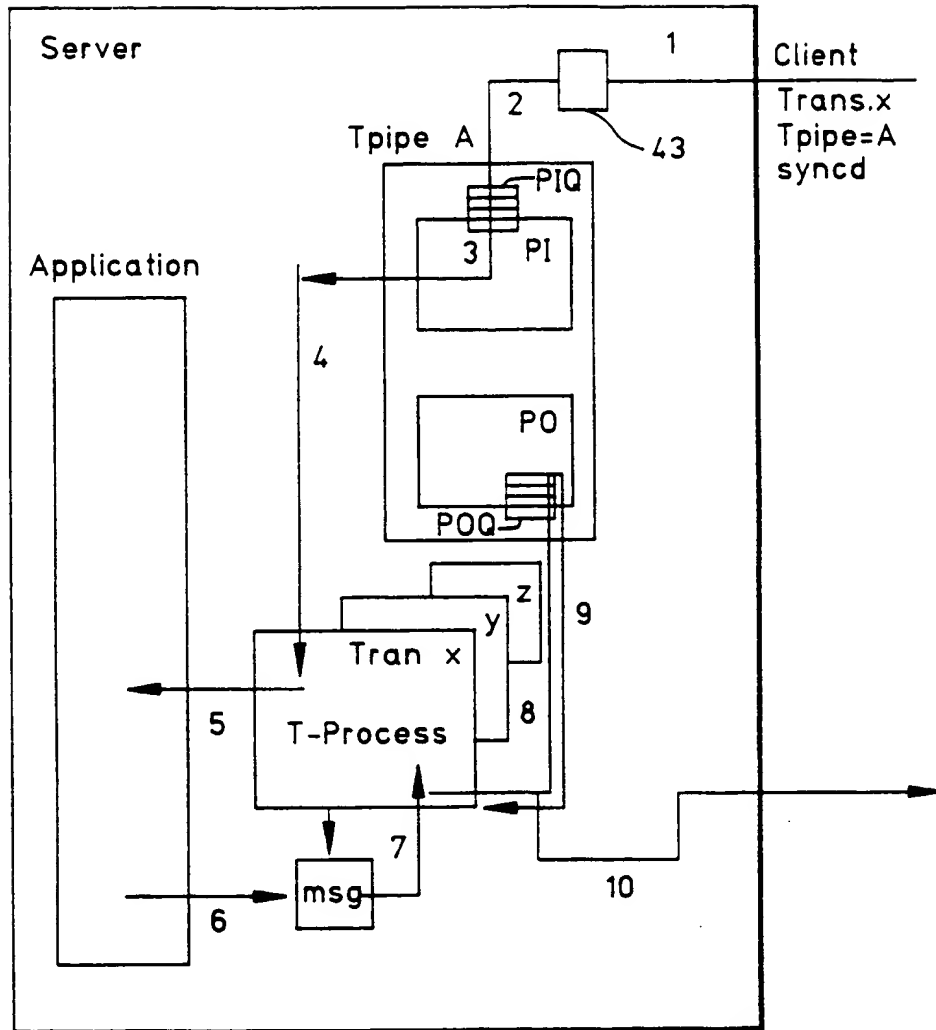 Server
1
Client
2
Trans.x
Tpipe A
43
Tpipe=A
syncd
PIQ
3
PI
Application
4
PO
POQ
z
9
y
Tran x
8
5
T-Process
7
msg
10
6